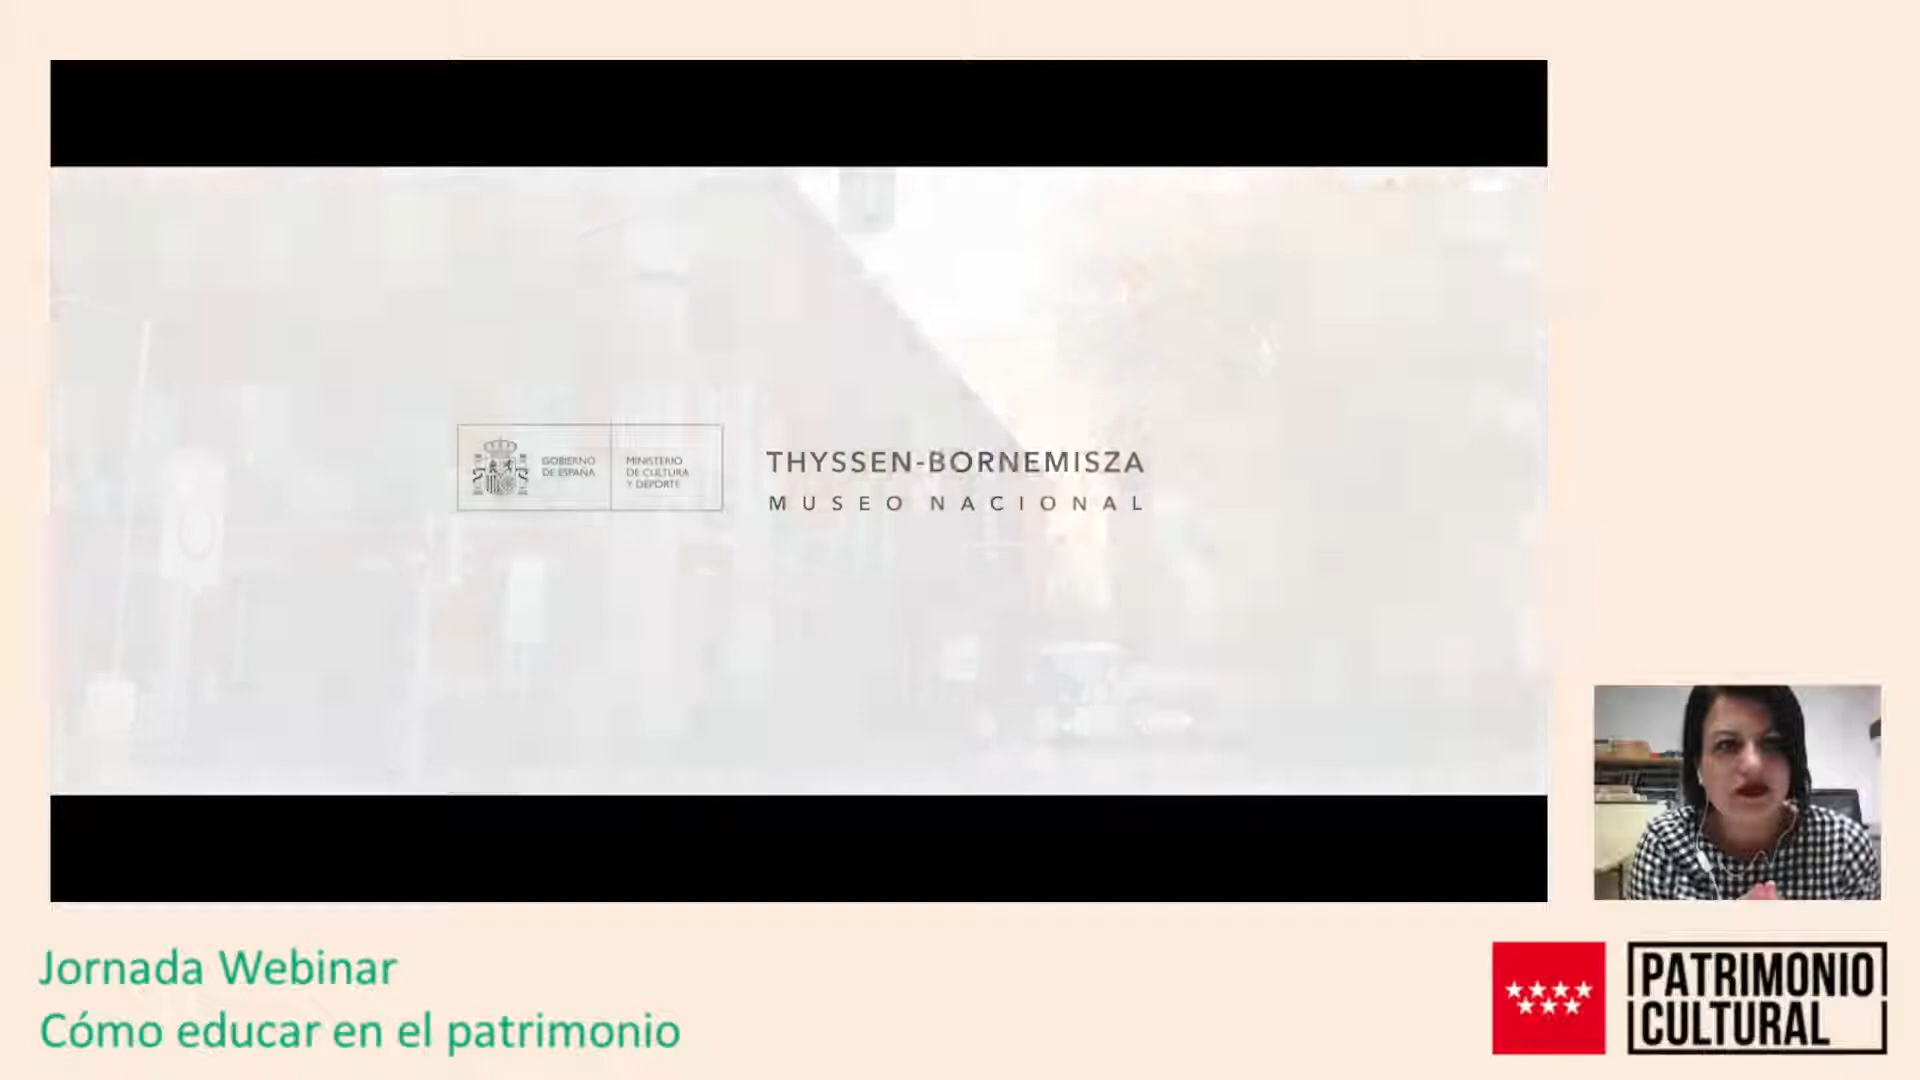 GOBIERNO
DE ESPAÑA
MINISTERIO
DE CULTURA
Y DEPORTE
THYSSEN-BORNEMISZA
MUSEO NACIONAL
Jornada Webinar
Cómo educar en el patrimonio
PATRIMONIO
CULTURAL